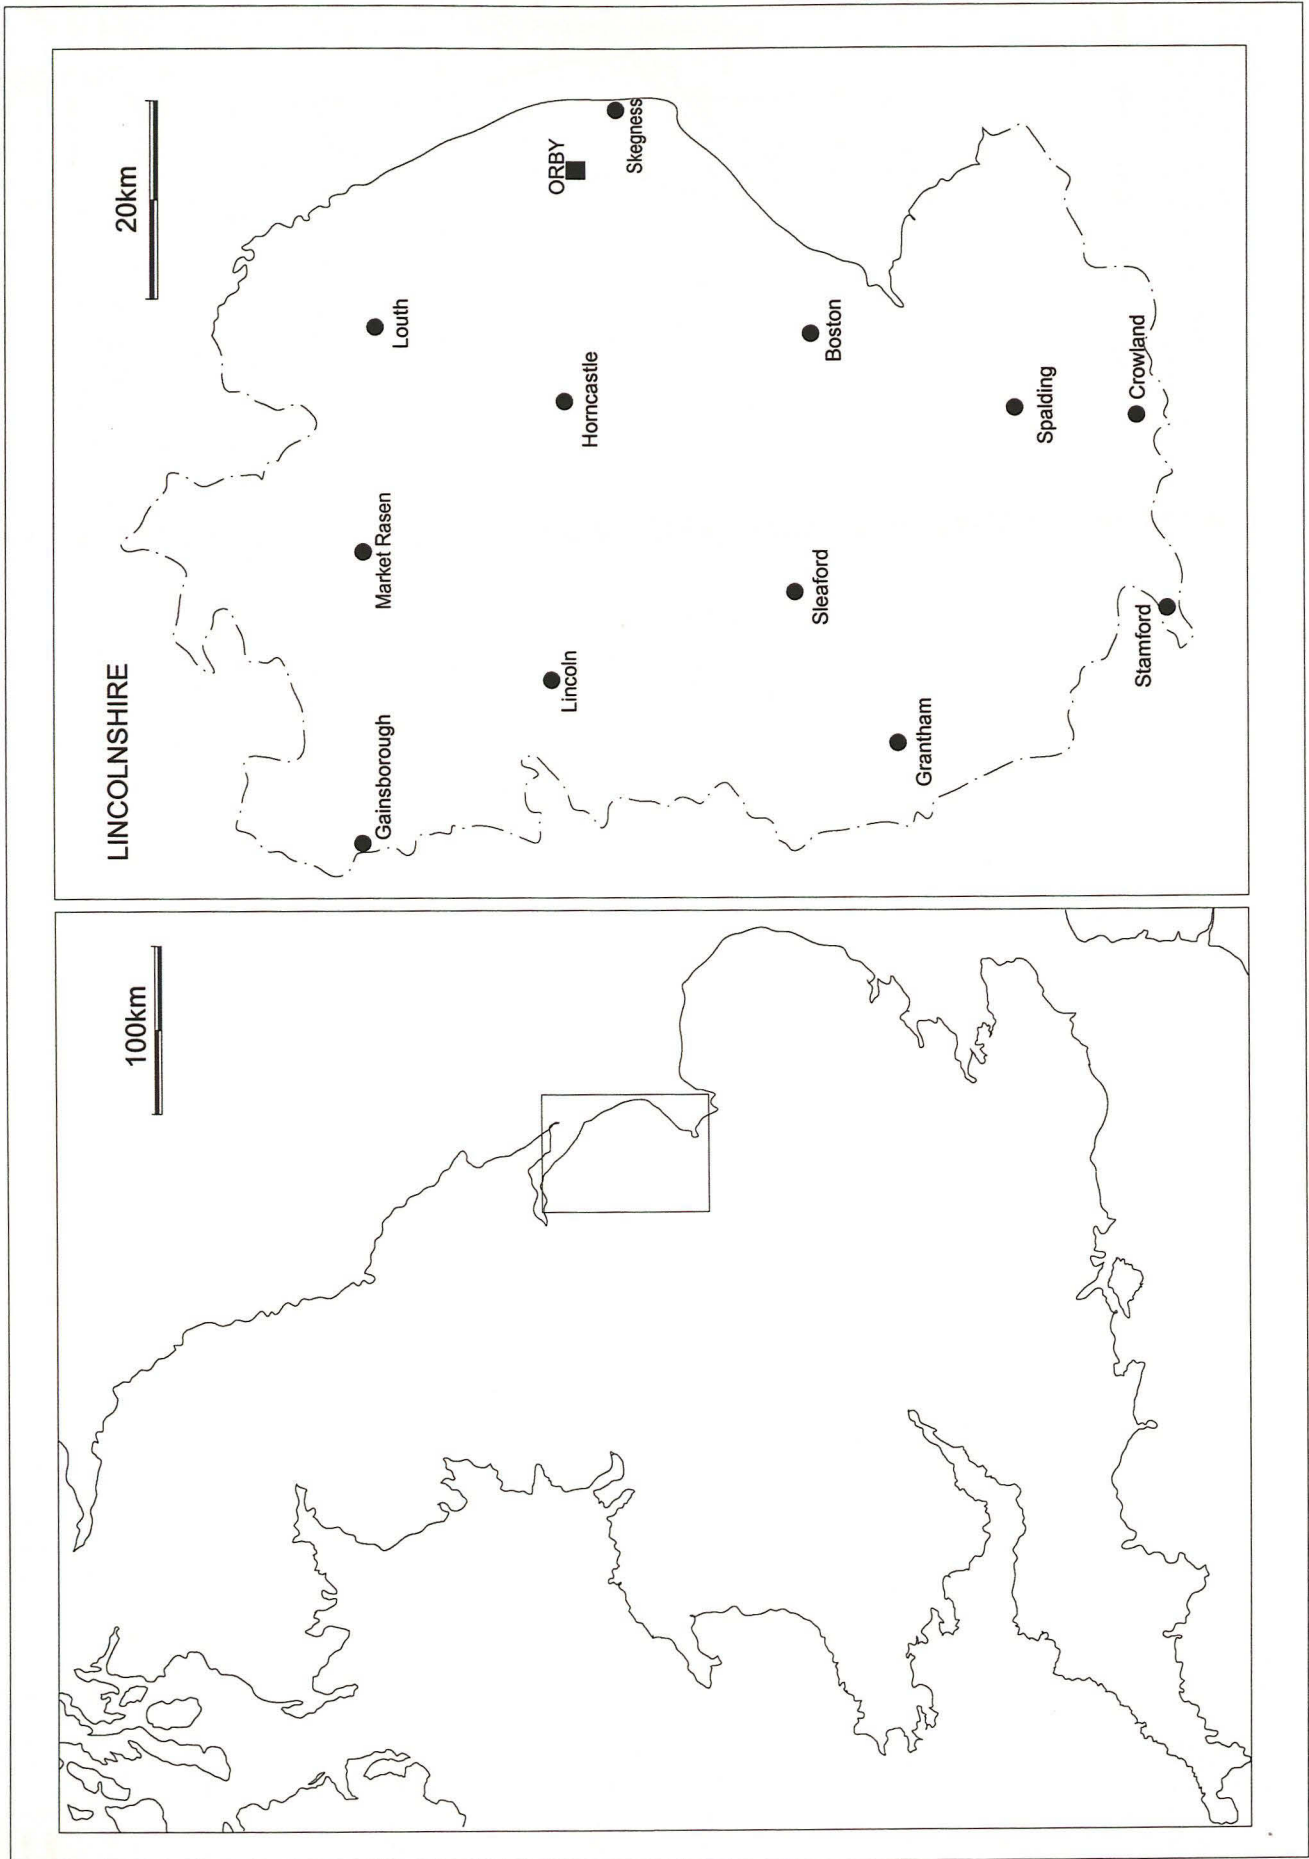 100km
LINCOLNSHIRE
20km
Gainsborough
Market Rasen
Louth
Lincoln
Horncastle
ORBY
Skegness
Sleaford
Boston
Grantham
Spalding
Stamford
Crowland